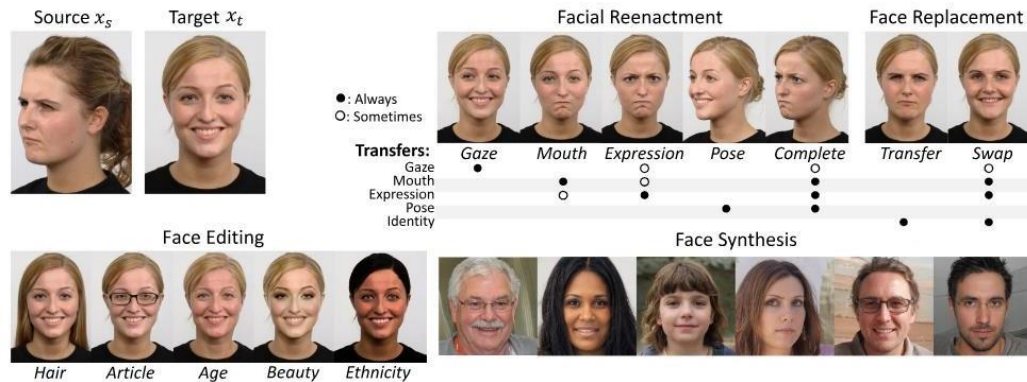 Source x_s
Target x_t
Facial Reenactment
Face Replacement
●: Always
○: Sometimes
Transfers: Gaze Mouth Expression Pose Complete Transfer Swap
Gaze ● ○ ○ ○
Mouth ● ○ ● ●
Expression ○ ● ● ●
Pose ● ●
Identity ● ●
Face Editing
Face Synthesis
Hair Article Age Beauty Ethnicity